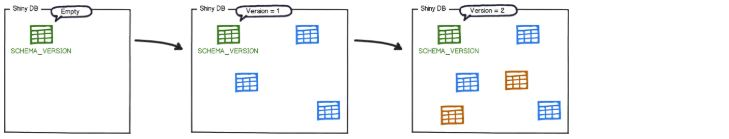 Shiny DB
Empty
SCHEMA_VERSION
Shiny DB
Version = 1
SCHEMA_VERSION
Shiny DB
Version = 2
SCHEMA_VERSION